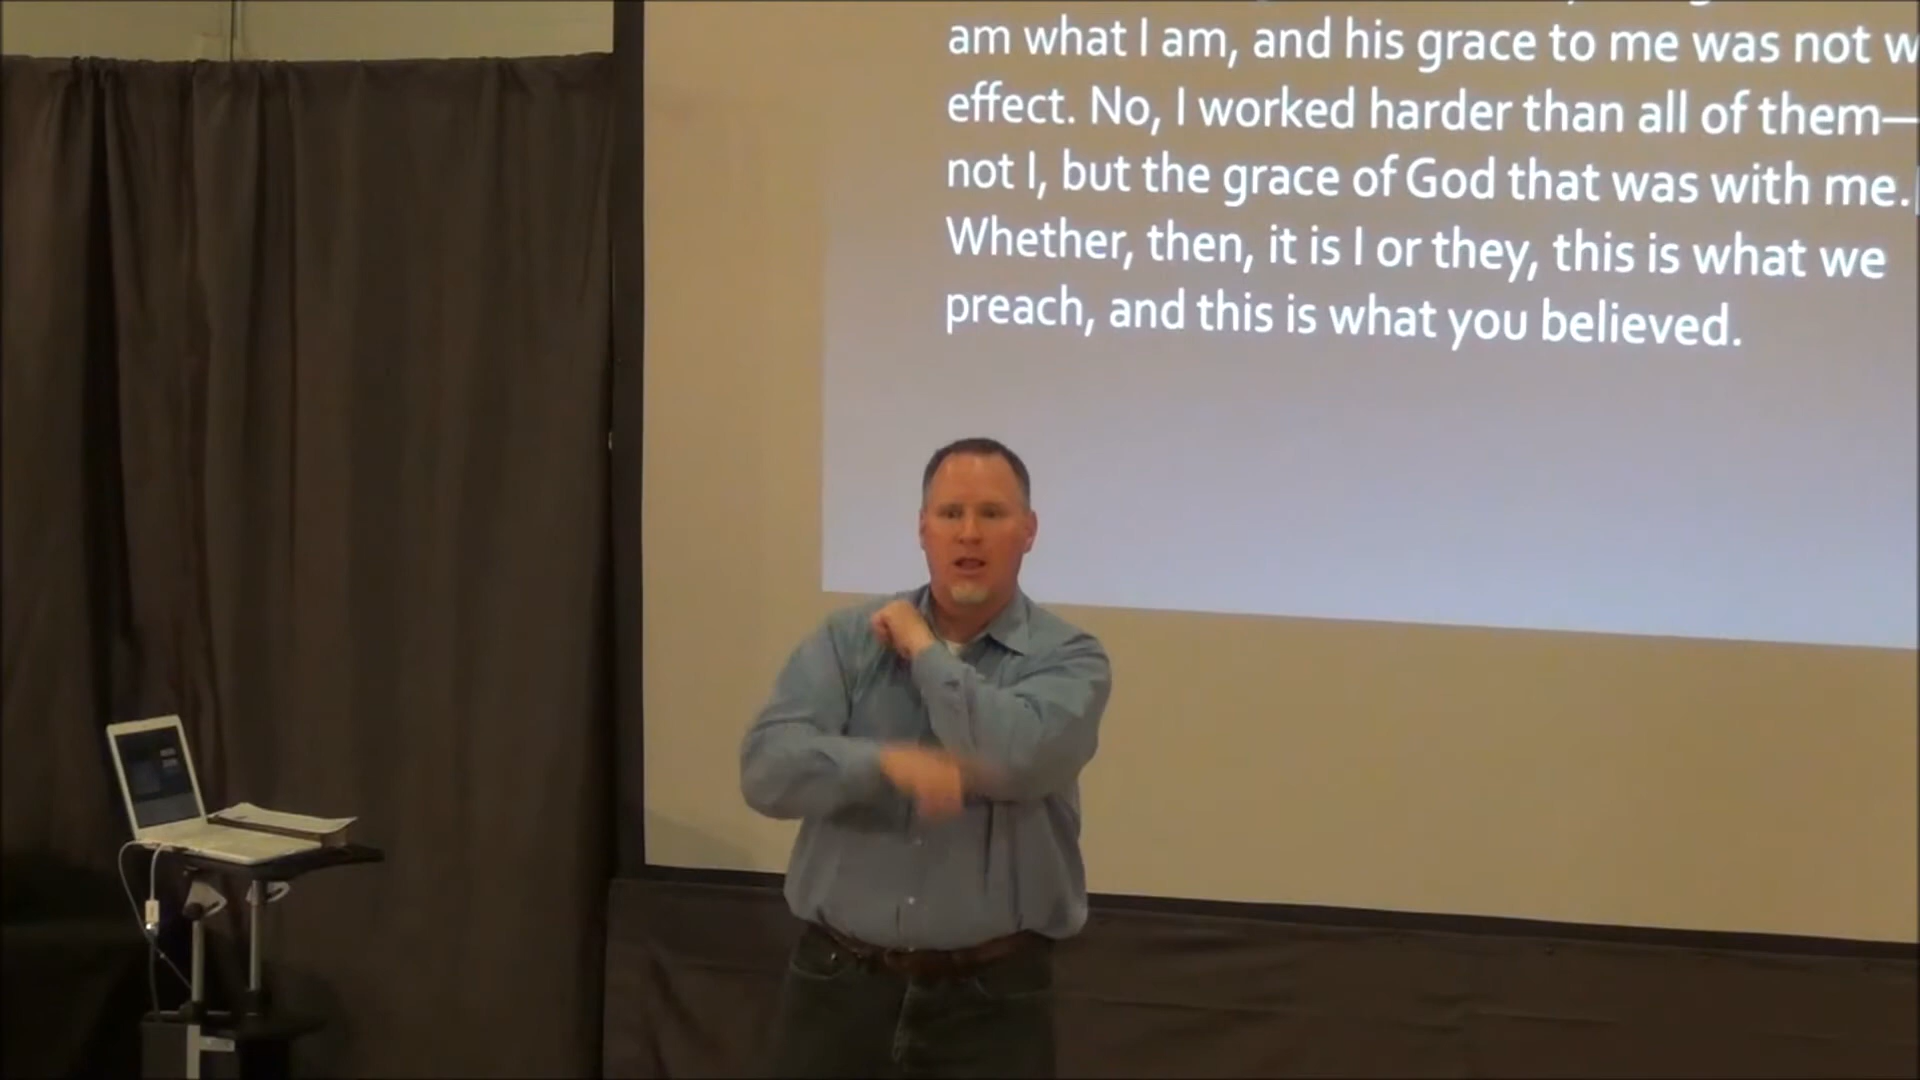 am what I am, and his grace to me was not
effect. No, I worked harder than all of them—
not I, but the grace of God that was with me.
Whether, then, it is I or they, this is what we
preach, and this is what you believed.